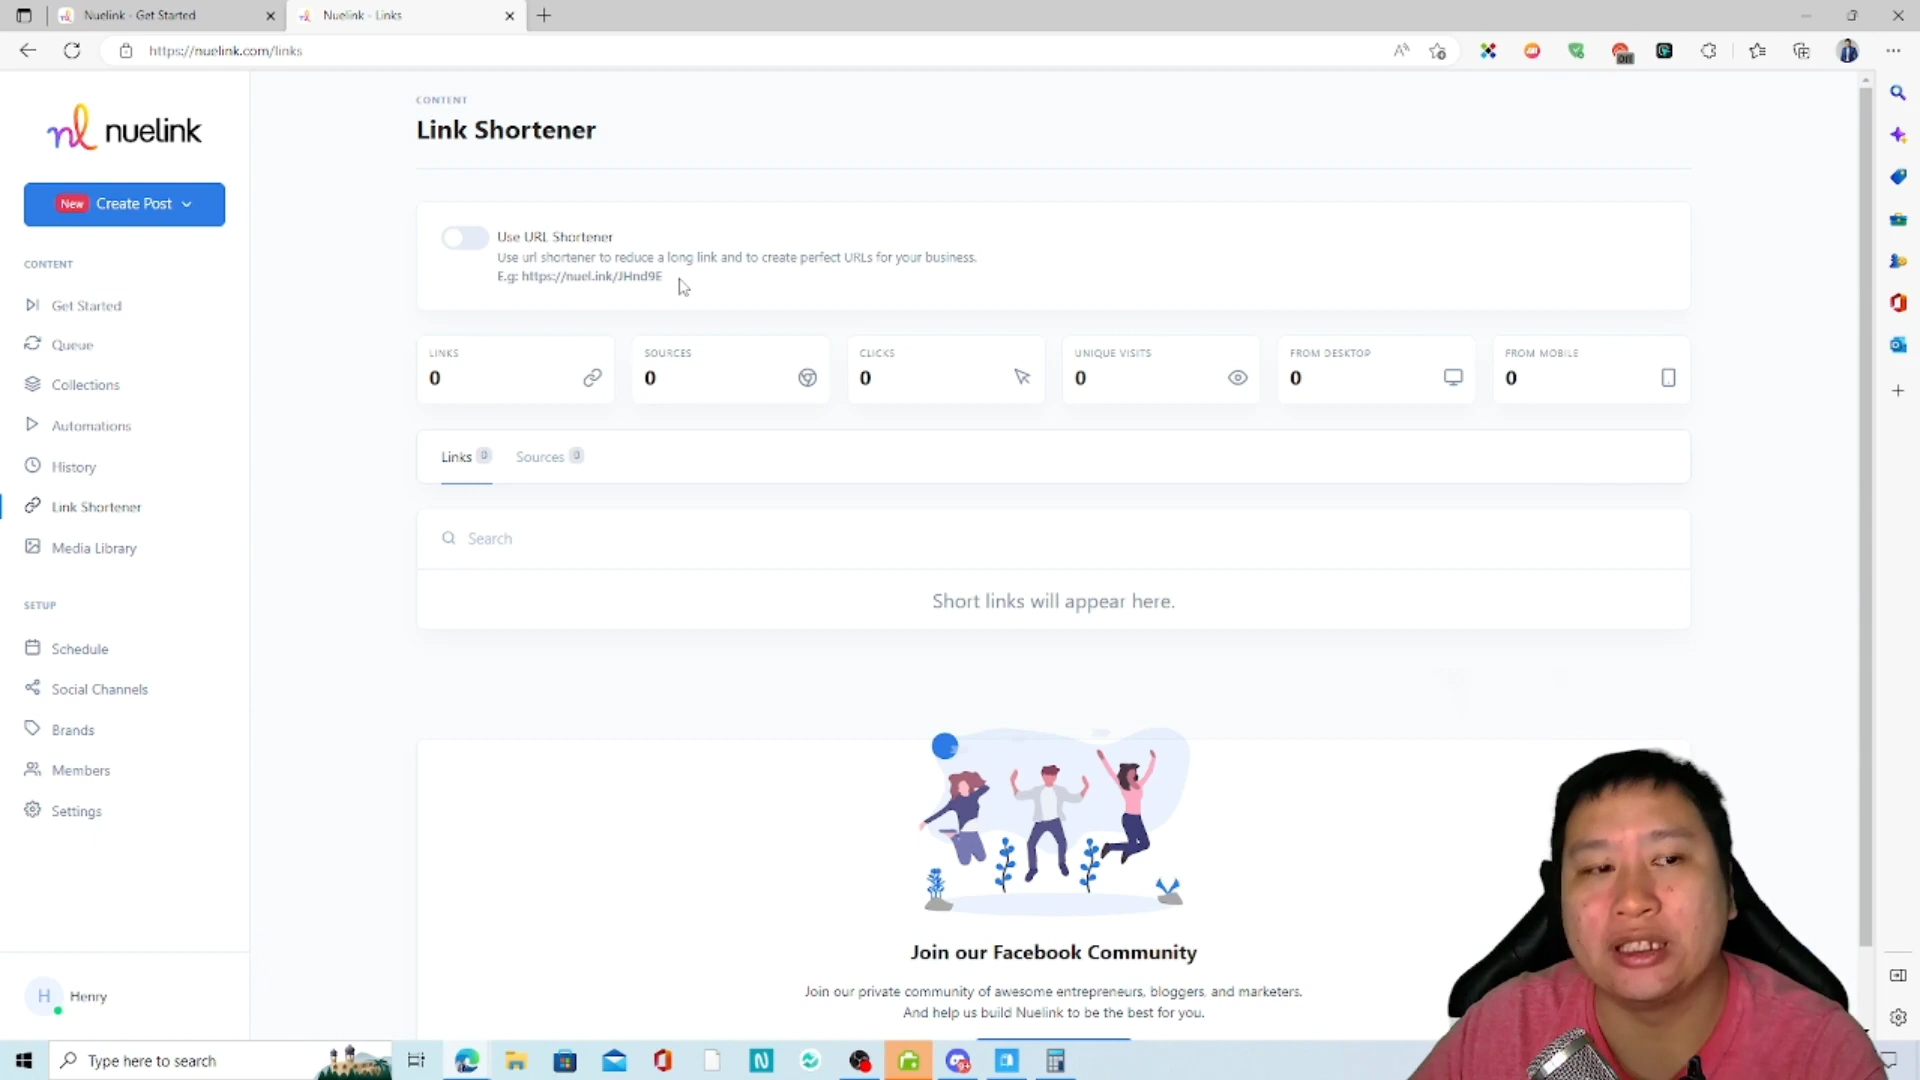 Nuelink - Get Started
Nuelink - Links
https://nuelink.com/links
nuelink
New Create Post
CONTENT
Get Started
Queue
Collections
Automations
History
Link Shortener
Media Library
SETUP
Schedule
Social Channels
Brands
Members
Settings
H Henry
CONTENT
Link Shortener
Use URL Shortener
Use url shortener to reduce a long link and to create perfect URLs for your business.
E.g: https://nuel.ink/JHnd9E
LINKS
0
SOURCES
0
CLICKS
0
UNIQUE VISITS
0
FROM DESKTOP
0
FROM MOBILE
0
Links 0 Sources 0
Search
Short links will appear here.
Join our Facebook Community
Join our private community of awesome entrepreneurs, bloggers, and marketers.
And help us build Nuelink to be the best for you.
Type here to search